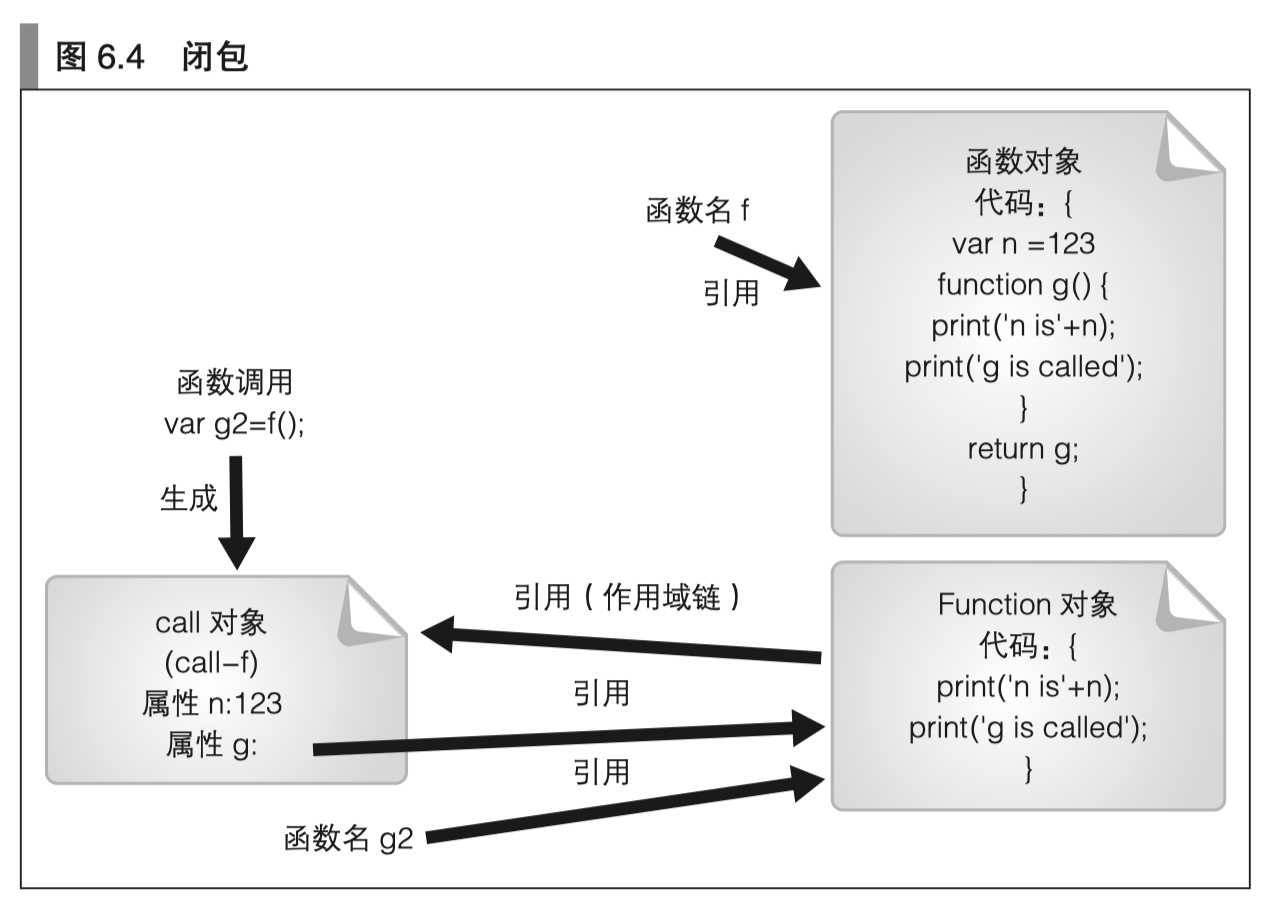 图 6.4 闭包
函数名 f
引用
函数对象
代码：{
var n =123
function g() {
print('n is'+n);
print('g is called');
}
return g;
}
函数调用
var g2=f();
生成
call 对象
(call–f)
属性 n:123
属性 g:
引用（作用域链）
引用
引用
函数名 g2
Function 对象
代码：{
print('n is'+n);
print('g is called');
}